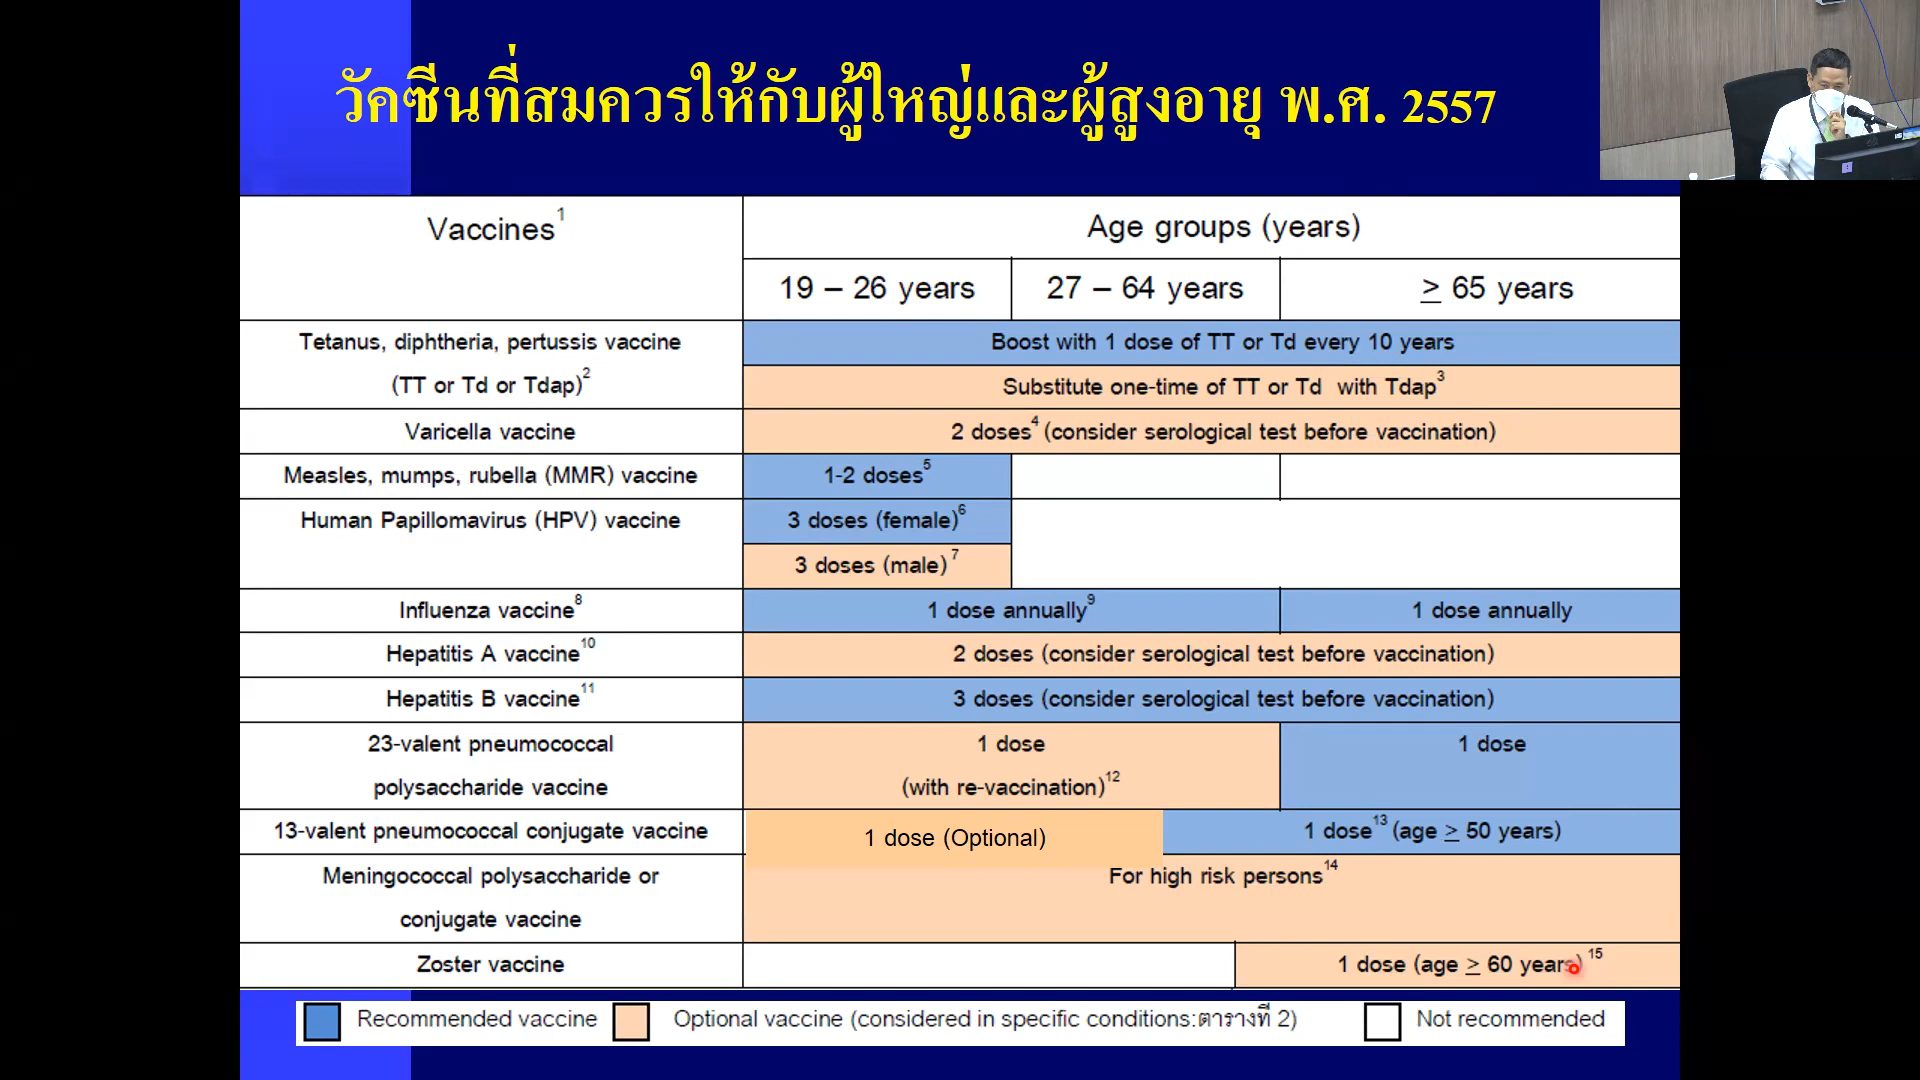 วัคซีนที่สมควรให้กับผู้ใหญ่และผู้สูงอายุ พ.ศ. 2557
Vaccines1
Age groups (years)
19 – 26 years
27 – 64 years
≥ 65 years
Tetanus, diphtheria, pertussis vaccine
(TT or Td or Tdap)2
Boost with 1 dose of TT or Td every 10 years
Substitute one-time of TT or Td with Tdap3
Varicella vaccine
2 doses4 (consider serological test before vaccination)
Measles, mumps, rubella (MMR) vaccine
1-2 doses5
Human Papillomavirus (HPV) vaccine
3 doses (female)6
3 doses (male)7
Influenza vaccine8
1 dose annually9
1 dose annually
Hepatitis A vaccine10
2 doses (consider serological test before vaccination)
Hepatitis B vaccine11
3 doses (consider serological test before vaccination)
23-valent pneumococcal
polysaccharide vaccine
1 dose
(with re-vaccination)12
1 dose
13-valent pneumococcal conjugate vaccine
1 dose (Optional)
1 dose13 (age ≥ 50 years)
Meningococcal polysaccharide or
conjugate vaccine
For high risk persons14
Zoster vaccine
1 dose (age ≥ 60 years)15
Recommended vaccine
Optional vaccine (considered in specific conditions:ตารางที่ 2)
Not recommended